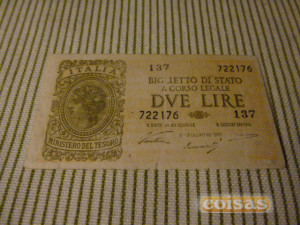 ITALIA
MINISTERO DEL TESORO
137 722176
BIGLIETTO DI STATO
A CORSO LEGALE
DVE LIRE
722176 137
coisas